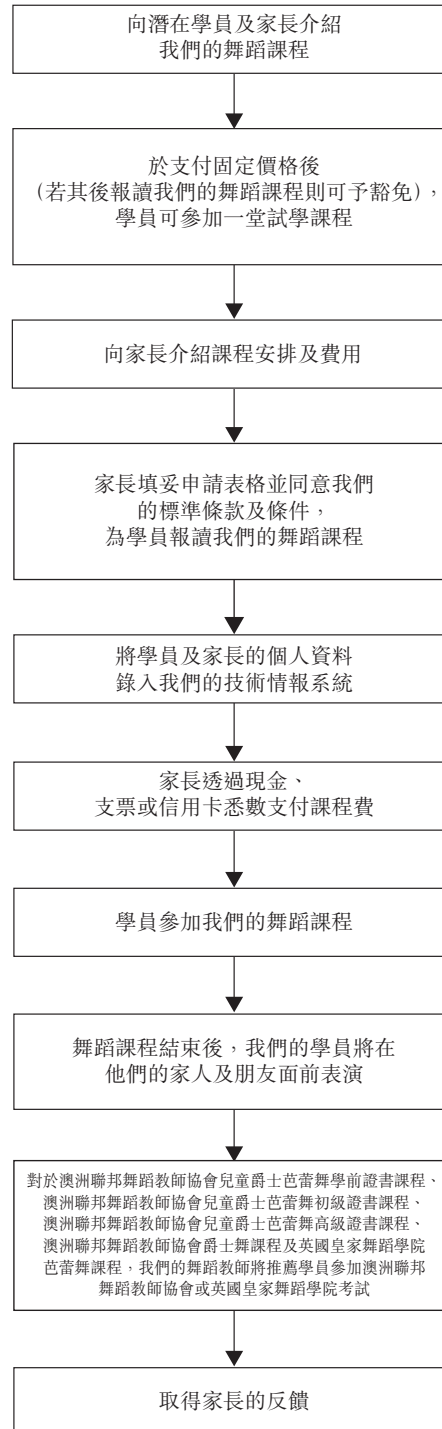 向潛在學員及家長介紹
我們的舞蹈課程
於支付固定價格後
(若其後報讀我們的舞蹈課程則可予豁免)，
學員可參加一堂試學課程
向家長介紹課程安排及費用
家長填妥申請表格並同意我們
的標準條款及條件，
為學員報讀我們的舞蹈課程
將學員及家長的個人資料
錄入我們的技術情報系統
家長透過現金、
支票或信用卡悉數支付課程費
學員參加我們的舞蹈課程
舞蹈課程結束後，我們的學員將在
他們的家人及朋友面前表演
對於澳洲聯邦舞蹈教師協會兒童爵士芭蕾舞學前證書課程、
澳洲聯邦舞蹈教師協會兒童爵士芭蕾舞初級證書課程、
澳洲聯邦舞蹈教師協會兒童爵士芭蕾舞高級證書課程、
澳洲聯邦舞蹈教師協會爵士舞課程及英國皇家舞蹈學院
芭蕾舞課程，我們的舞蹈教師將推薦學員參加澳洲聯邦
舞蹈教師協會或英國皇家舞蹈學院考試
取得家長的反饋